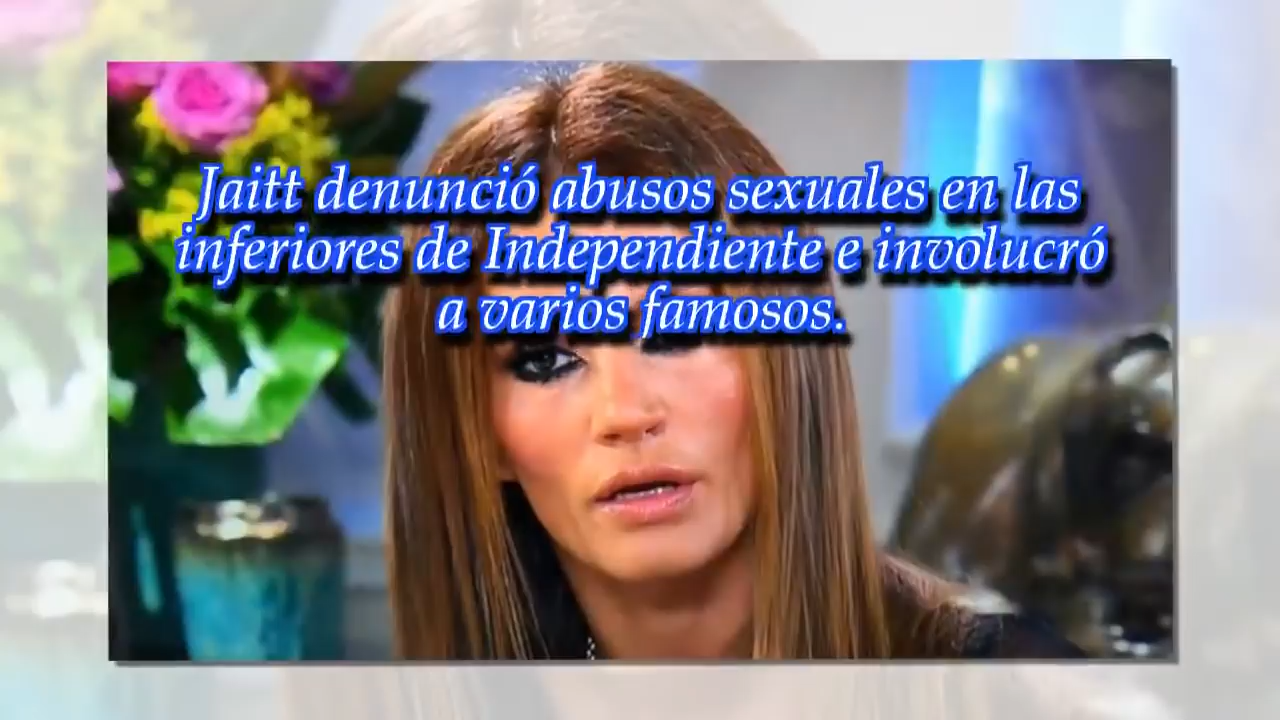 Jaitt denunció abusos sexuales en las
inferiores de Independiente e involucró
a varios famosos.